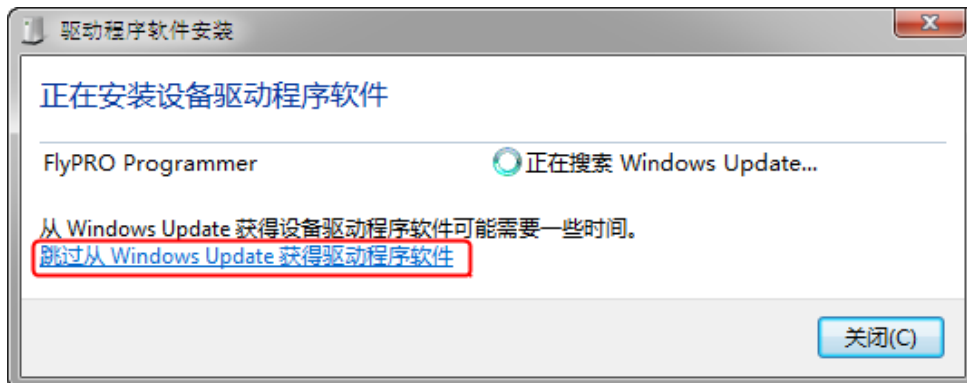 驱动程序软件安装
正在安装设备驱动程序软件
FlyPRO Programmer 正在搜索 Windows Update...
从 Windows Update 获得设备驱动程序软件可能需要一些时间。
跳过从 Windows Update 获得驱动程序软件
关闭(C)